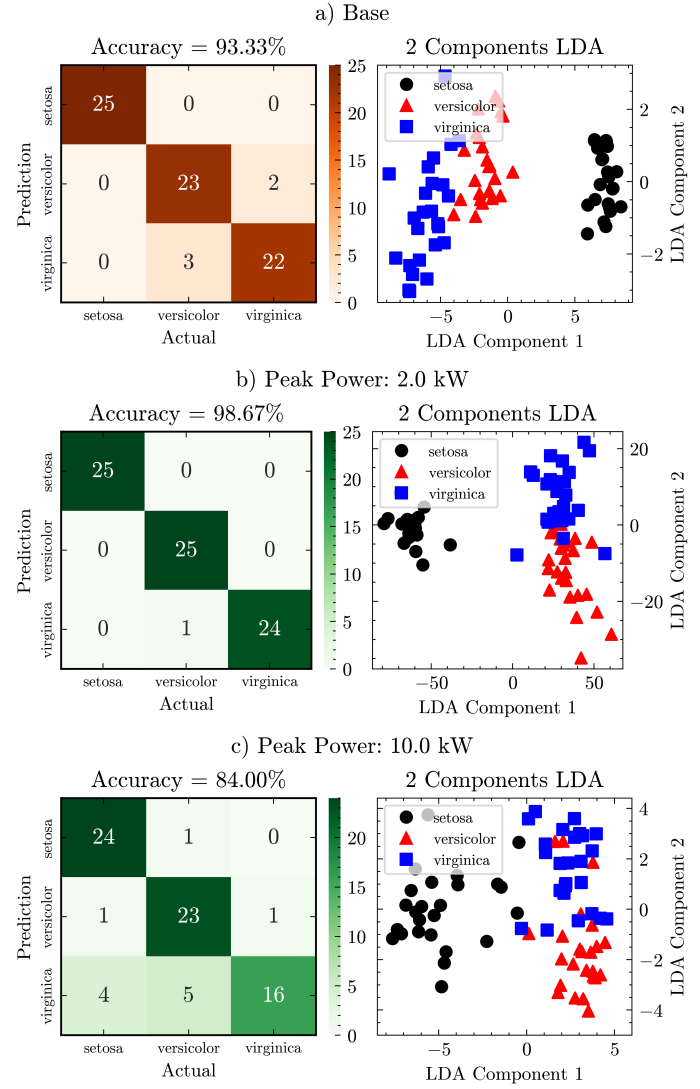 a) Base
Accuracy = 93.33%
2 Components LDA
setosa
versicolor
virginica
Prediction
25 0 0
0 23 2
0 3 22
setosa versicolor virginica
Actual
25
20
15
10
5
0
setosa
versicolor
virginica
−5 0 5
LDA Component 1
2
0
−2
LDA Component 2
b) Peak Power: 2.0 kW
Accuracy = 98.67%
2 Components LDA
setosa
versicolor
virginica
Prediction
25 0 0
0 25 0
0 1 24
setosa versicolor virginica
Actual
25
20
15
10
5
0
setosa
versicolor
virginica
−50 0 50
LDA Component 1
20
0
−20
LDA Component 2
c) Peak Power: 10.0 kW
Accuracy = 84.00%
2 Components LDA
setosa
versicolor
virginica
Prediction
24 1 0
1 23 1
4 5 16
setosa versicolor virginica
Actual
20
15
10
5
0
setosa
versicolor
virginica
−5 0 5
LDA Component 1
4
2
0
−2
−4
LDA Component 2